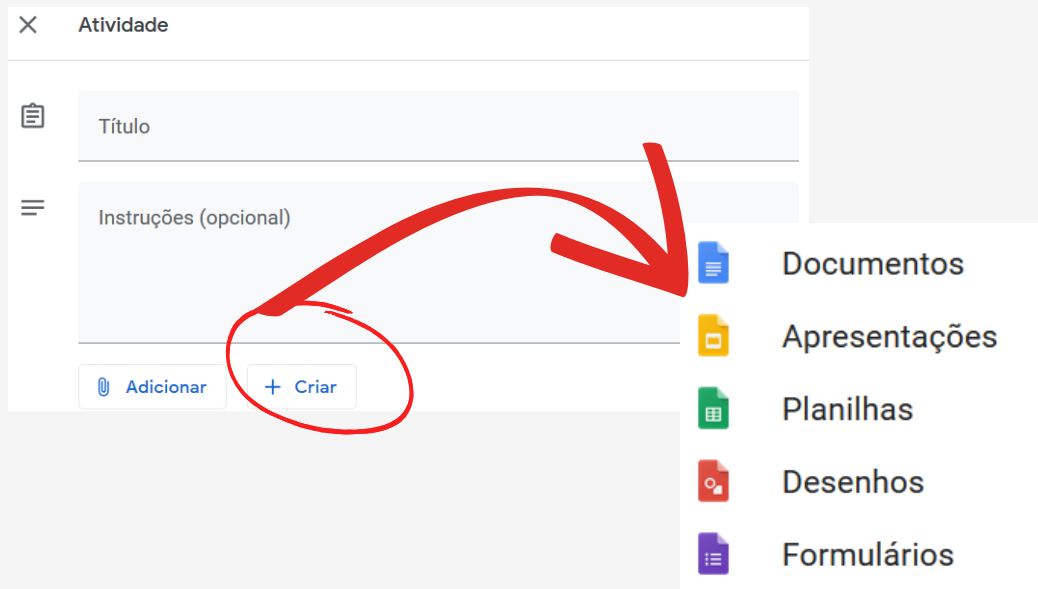 Atividade
Título
Instruções (opcional)
Adicionar
Criar
Documentos
Apresentações
Planilhas
Desenhos
Formulários